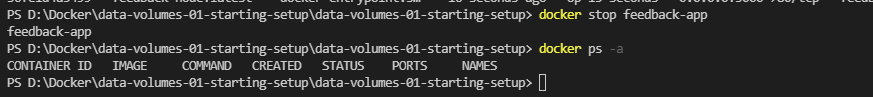 PS D:\Docker\data-volumes-01-starting-setup\data-volumes-01-starting-setup> docker stop feedback-app
feedback-app
PS D:\Docker\data-volumes-01-starting-setup\data-volumes-01-starting-setup> docker ps -a
CONTAINER ID   IMAGE     COMMAND   CREATED   STATUS    PORTS     NAMES
PS D:\Docker\data-volumes-01-starting-setup\data-volumes-01-starting-setup>